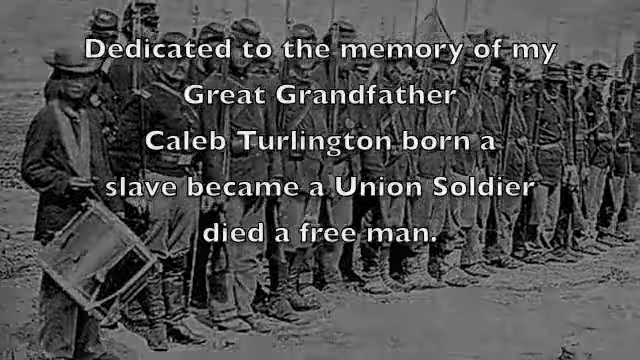 Dedicated to the memory of my
Great Grandfather
Caleb Turlington born a
slave became a Union Soldier
died a free man.